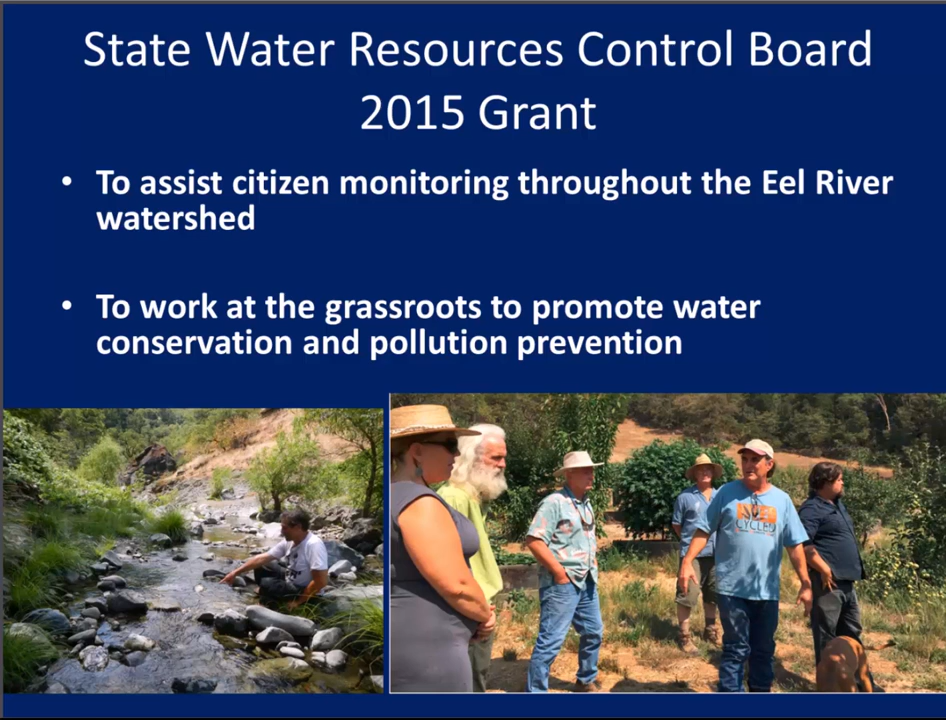 State Water Resources Control Board
2015 Grant
• To assist citizen monitoring throughout the Eel River
watershed
• To work at the grassroots to promote water
conservation and pollution prevention
CYCLED